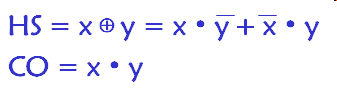 HS = x ⊕ y = x • y̅ + x̅ • y
CO = x • y